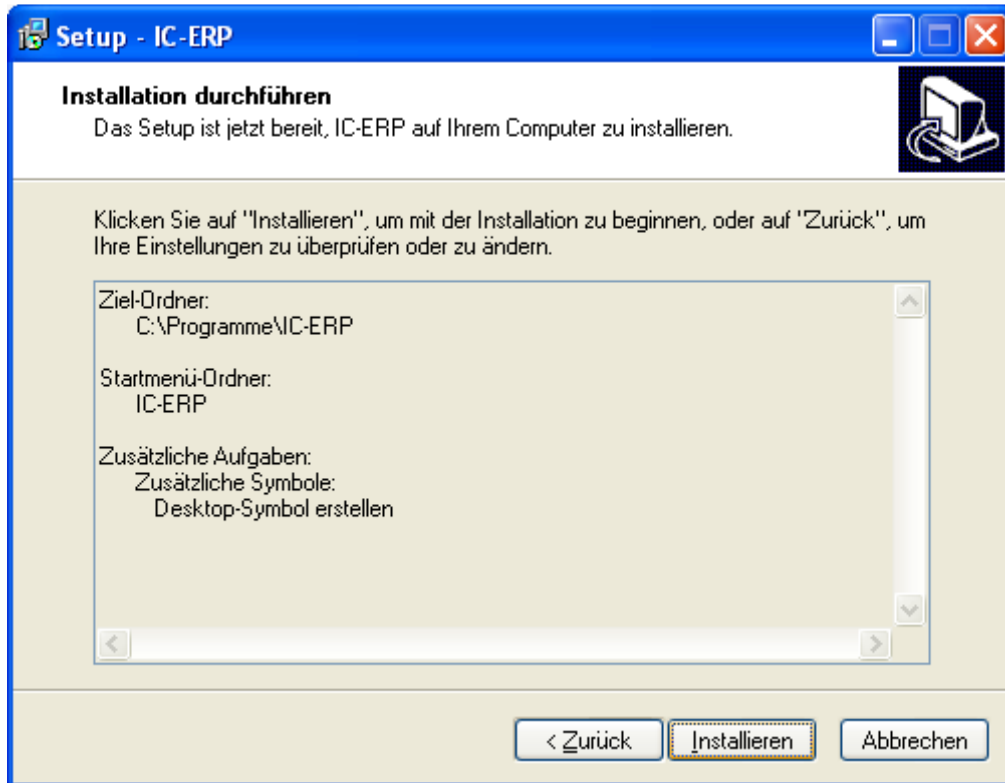 Setup - IC-ERP
Installation durchführen
Das Setup ist jetzt bereit, IC-ERP auf Ihrem Computer zu installieren.
Klicken Sie auf "Installieren", um mit der Installation zu beginnen, oder auf "Zurück", um
Ihre Einstellungen zu überprüfen oder zu ändern.
Ziel-Ordner:
C:\Programme\IC-ERP
Startmenü-Ordner:
IC-ERP
Zusätzliche Aufgaben:
Zusätzliche Symbole:
Desktop-Symbol erstellen
< Zurück Installieren Abbrechen